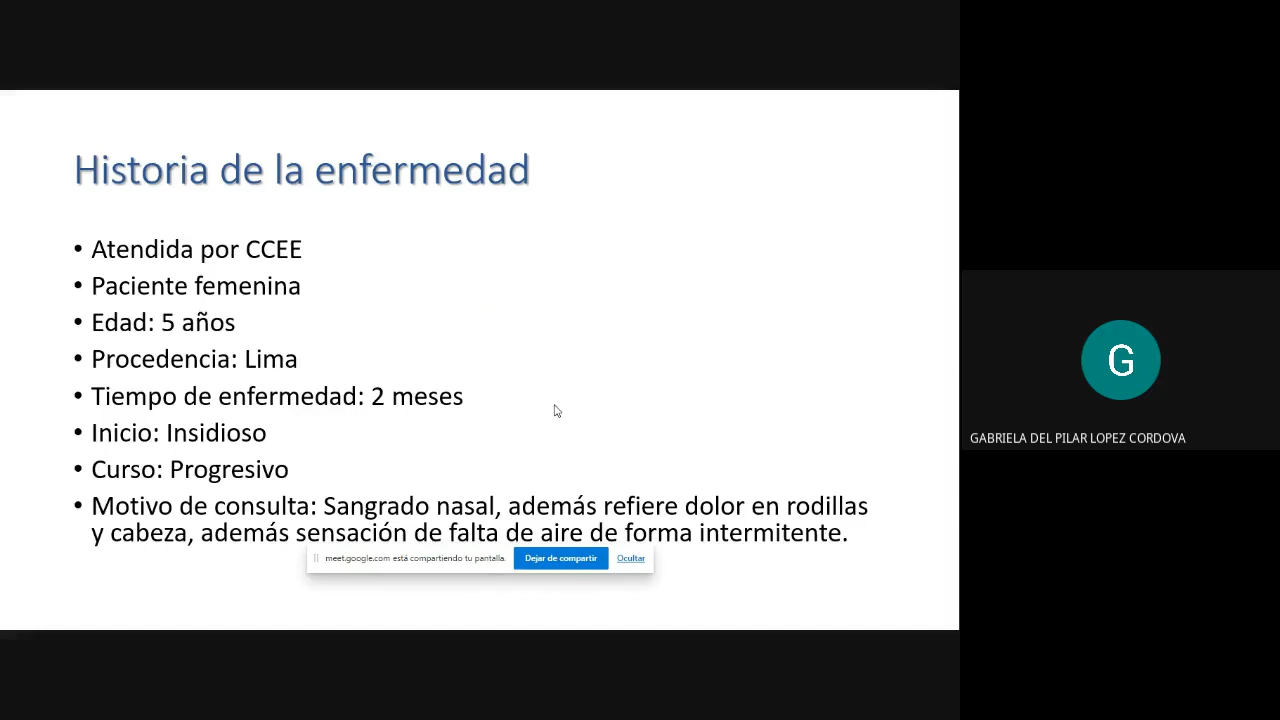 Historia de la enfermedad
• Atendida por CCEE
• Paciente femenina
• Edad: 5 años
• Procedencia: Lima
• Tiempo de enfermedad: 2 meses
• Inicio: Insidioso
• Curso: Progresivo
• Motivo de consulta: Sangrado nasal, además refiere dolor en rodillas
y cabeza, además sensación de falta de aire de forma intermitente.
meet.google.com está compartiendo tu pantalla. Dejar de compartir Ocultar
G
GABRIELA DEL PILAR LOPEZ CORDOVA